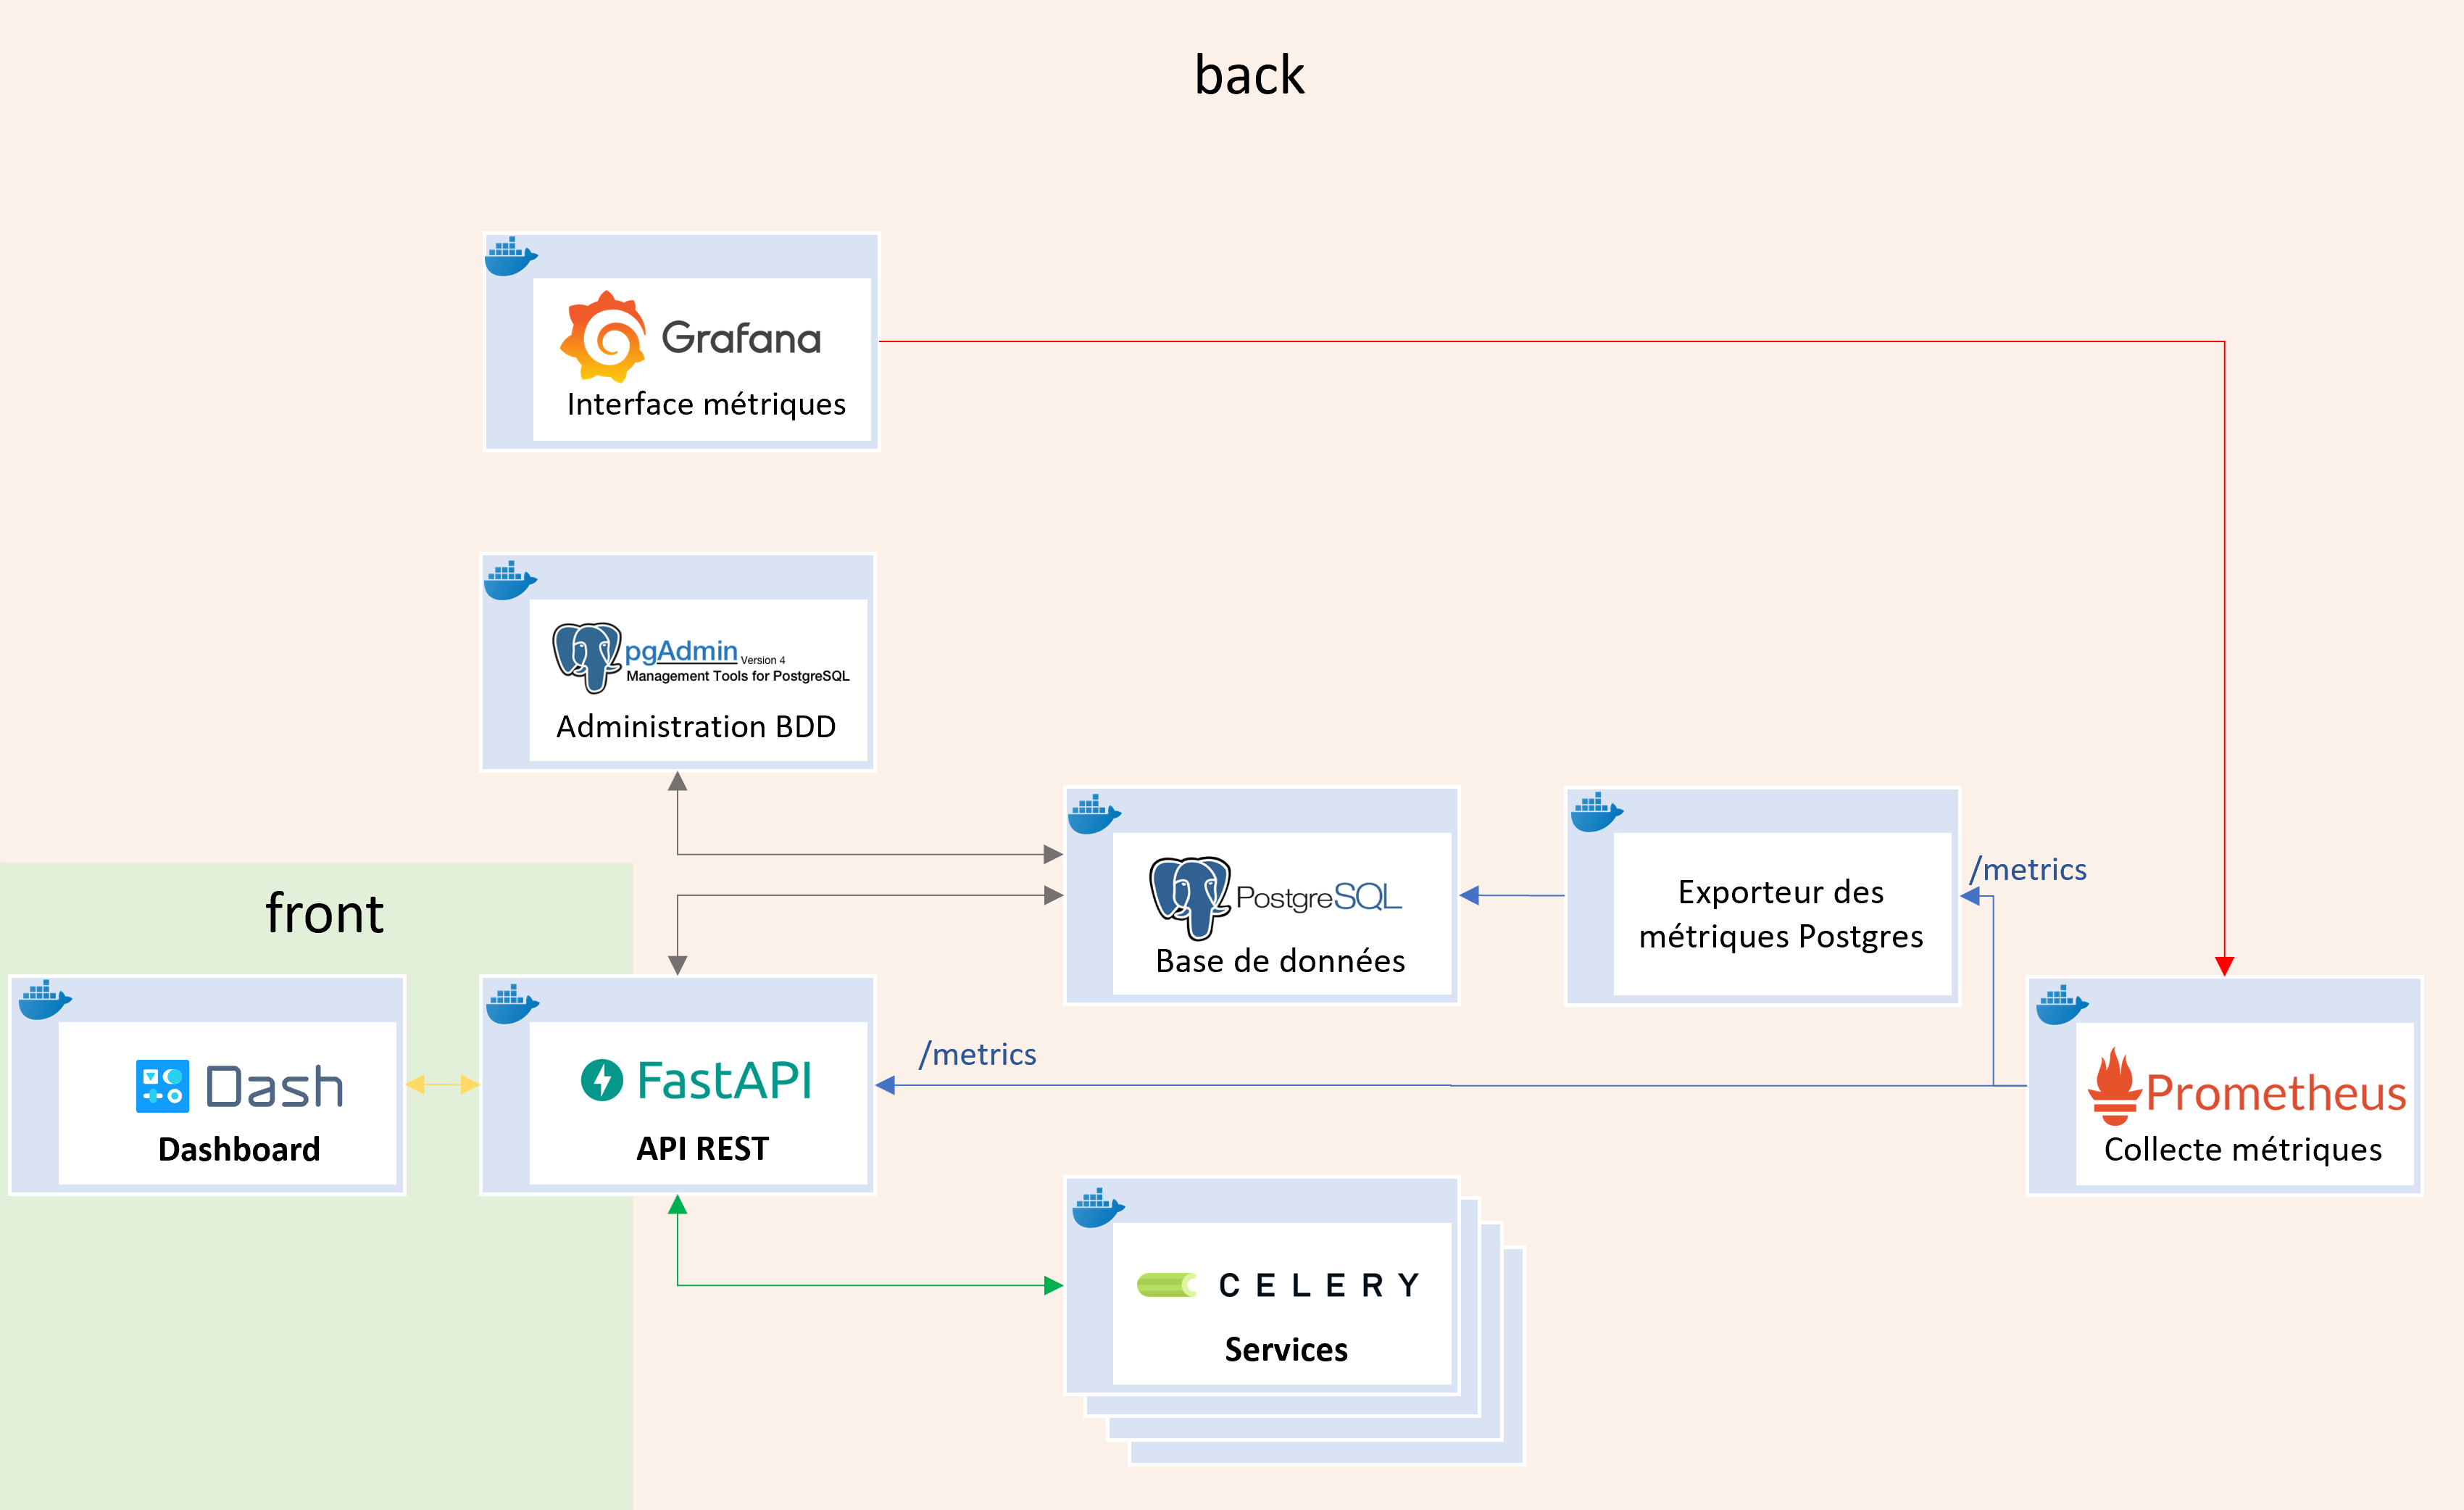 back
Grafana
Interface métriques
pgAdmin Version 4
Management Tools for PostgreSQL
Administration BDD
front
PostgreSQL
Base de données
Exporteur des
métriques Postgres
/metrics
Dash
Dashboard
FastAPI
API REST
/metrics
Prometheus
Collecte métriques
CELERY
Services